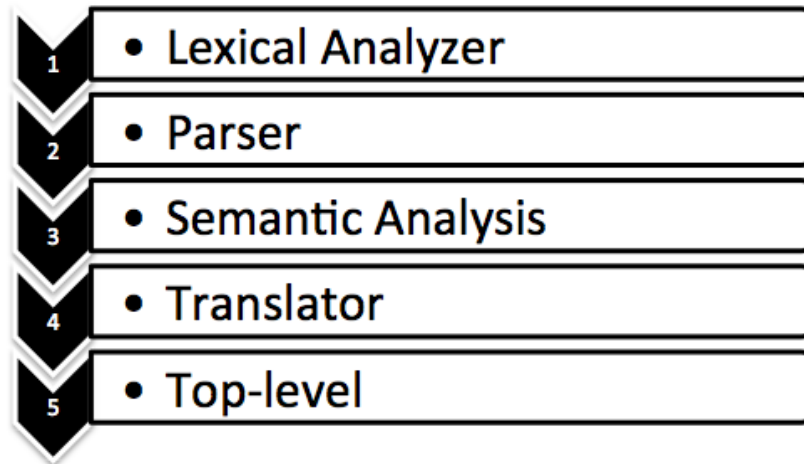 1 • Lexical Analyzer
2 • Parser
3 • Semantic Analysis
4 • Translator
5 • Top-level